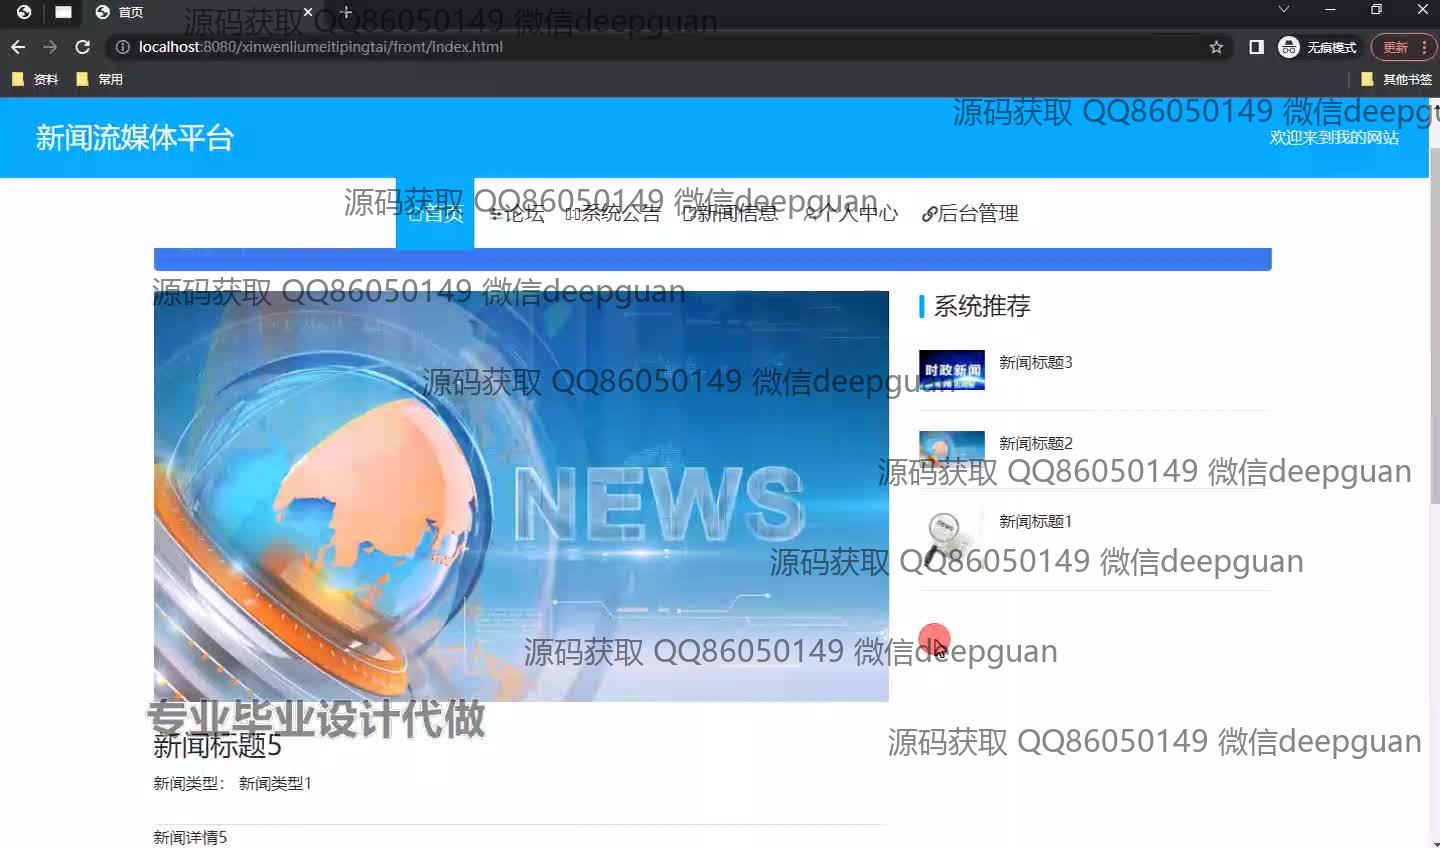 首页
源码获取 QQ86050149 微信deepguan
localhost:8080/xinwenliumeitipingtai/front/index.html
无痕模式
更新
资料
常用
其他书签
源码获取 QQ86050149 微信deepgu
新闻流媒体平台
欢迎来到我的网站
源码获取 QQ86050149 微信deepguan
首页
论坛
系统公告
新闻信息
个人中心
后台管理
源码获取 QQ86050149 微信deepguan
系统推荐
时政新闻
新闻标题3
源码获取 QQ86050149 微信deepguan
新闻标题2
源码获取 QQ86050149 微信deepguan
NEWS
news
新闻标题1
源码获取 QQ86050149 微信deepguan
源码获取 QQ86050149 微信deepguan
专业毕业设计代做
新闻标题5
源码获取 QQ86050149 微信deepguan
新闻类型： 新闻类型1
新闻详情5